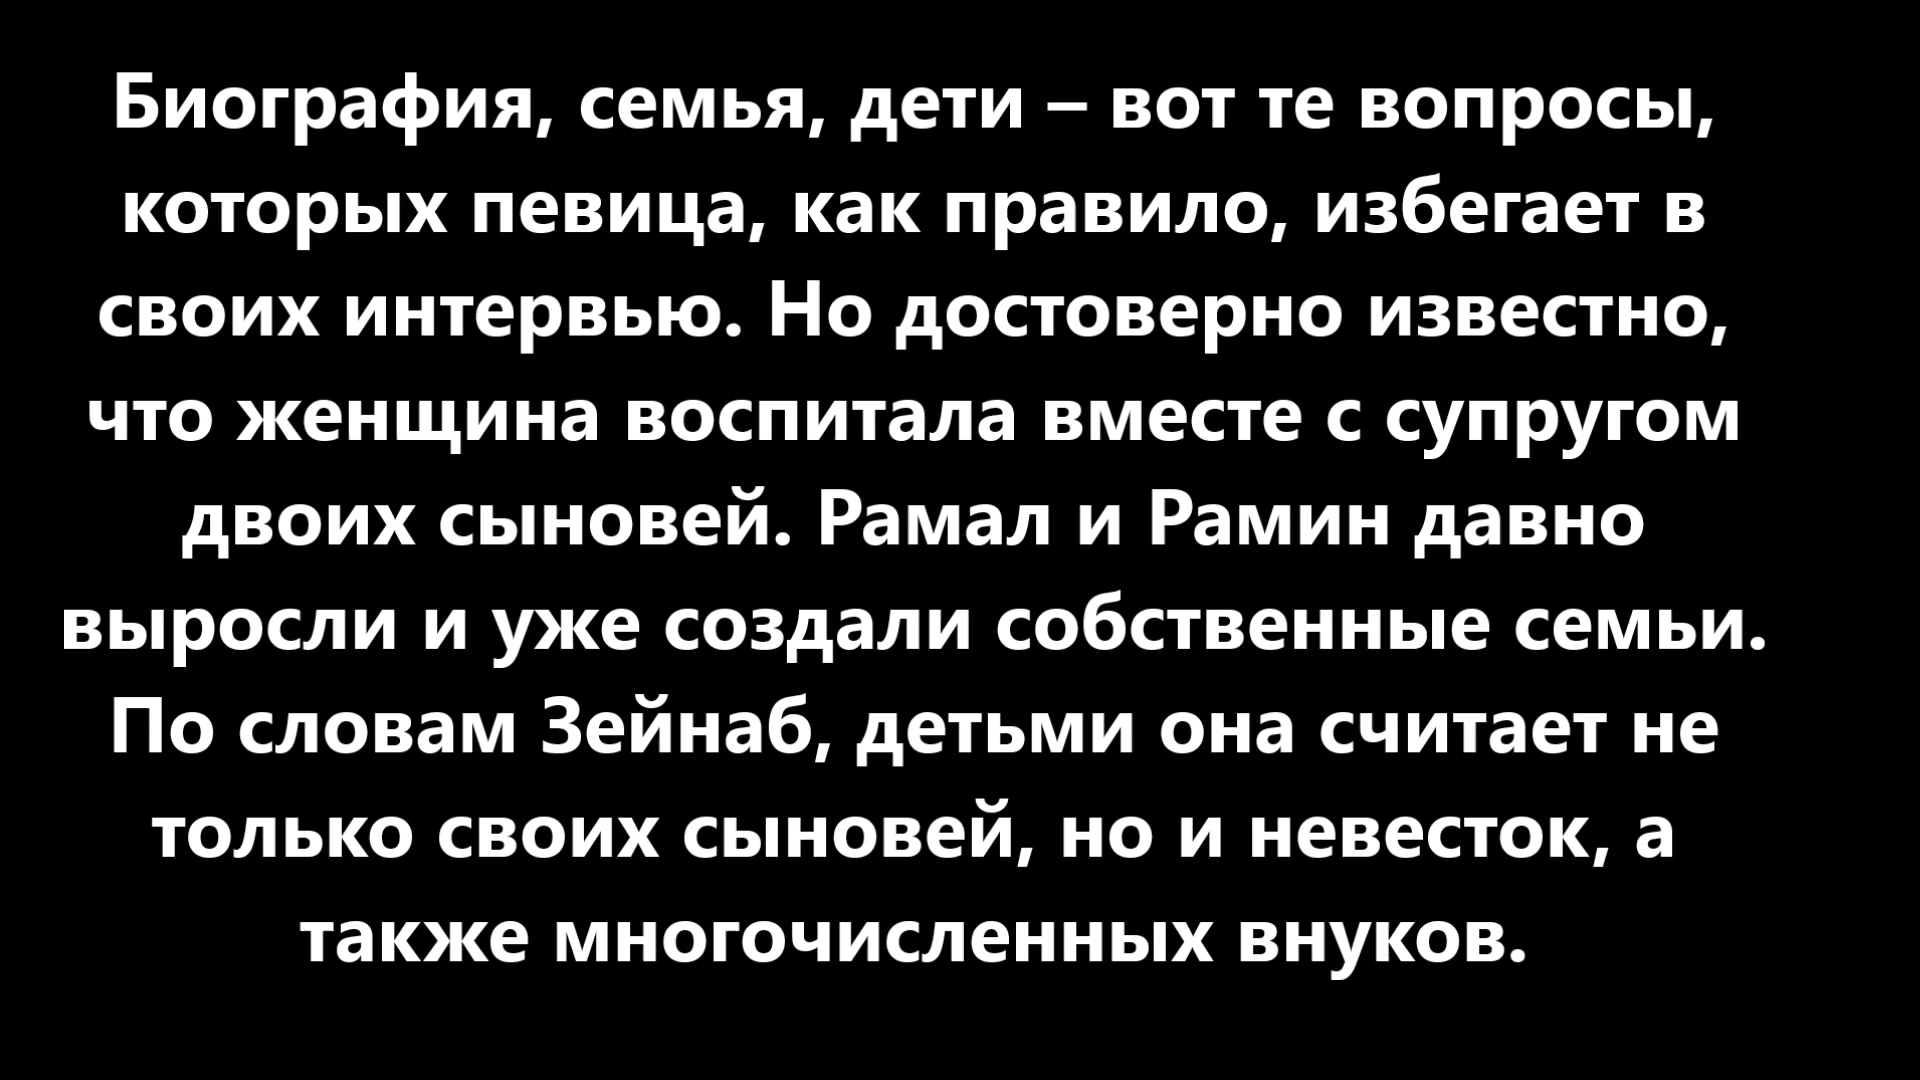 Биография, семья, дети – вот те вопросы,
которых певица, как правило, избегает в
своих интервью. Но достоверно известно,
что женщина воспитала вместе с супругом
двоих сыновей. Рамал и Рамин давно
выросли и уже создали собственные семьи.
По словам Зейнаб, детьми она считает не
только своих сыновей, но и невесток, а
также многочисленных внуков.